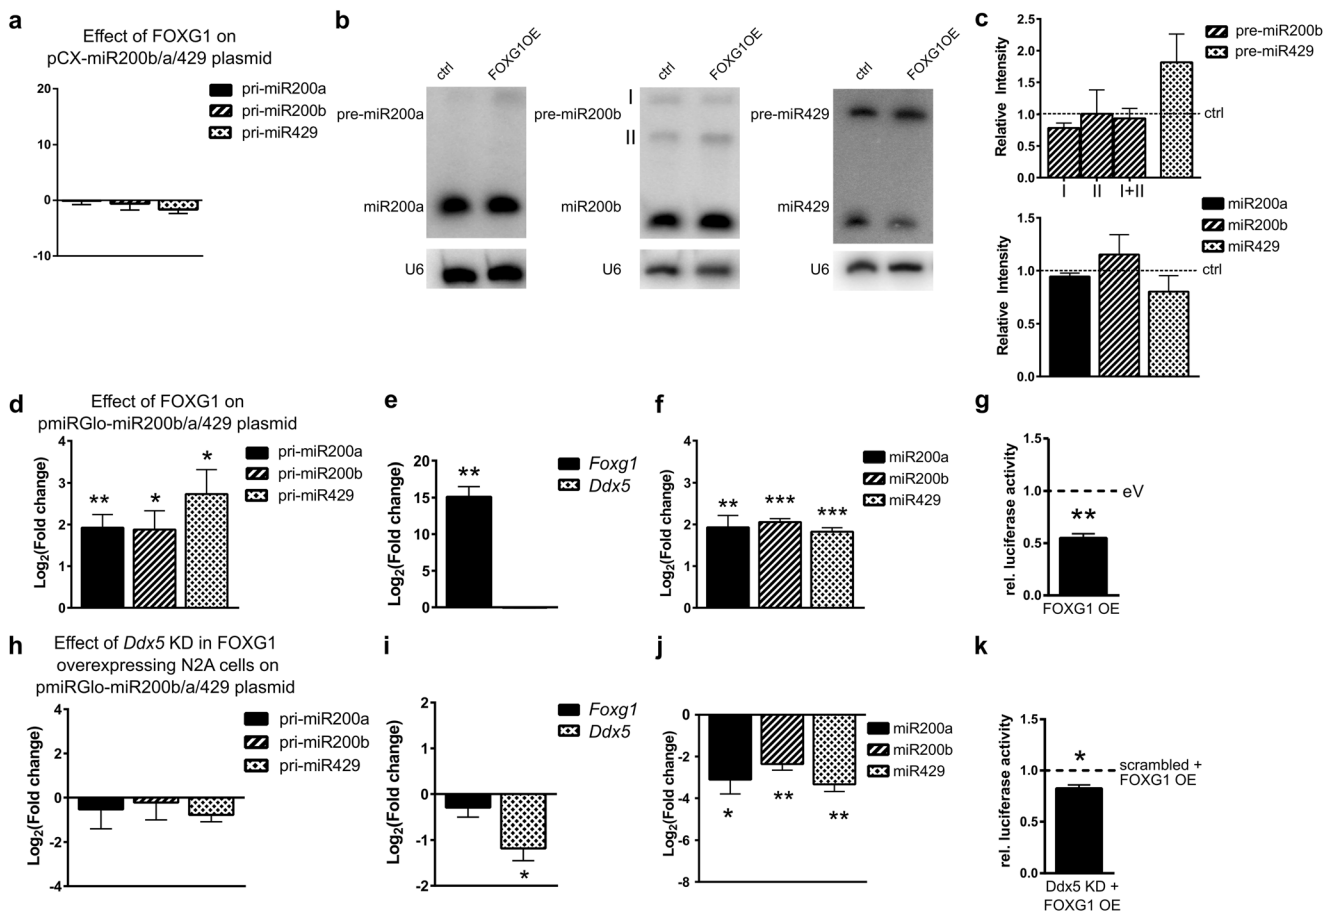 a
Effect of FOXG1 on
pCX-miR200b/a/429 plasmid
20
10
0
-10
pri-miR200a
pri-miR200b
pri-miR429
b
ctrl
FOXG1OE
pre-miR200a
miR200a
U6
ctrl
FOXG1OE
pre-miR200b
I
II
miR200b
U6
ctrl
FOXG1OE
pre-miR429
miR429
U6
c
Relative Intensity
2.5
2.0
1.5
1.0
0.5
0.0
I
II
I+II
ctrl
pre-miR200b
pre-miR429
Relative Intensity
1.5
1.0
0.5
0.0
ctrl
miR200a
miR200b
miR429
d
Effect of FOXG1 on
pmiRGlo-miR200b/a/429 plasmid
Log2(Fold change)
4
3
2
1
0
**
*
*
pri-miR200a
pri-miR200b
pri-miR429
e
Log2(Fold change)
20
15
10
5
0
**
Foxg1
Ddx5
f
Log2(Fold change)
4
3
2
1
0
**
***
***
miR200a
miR200b
miR429
g
rel. luciferase activity
1.5
1.0
0.5
0.0
eV
**
FOXG1 OE
h
Effect of Ddx5 KD in FOXG1
overexpressing N2A cells on
pmiRGlo-miR200b/a/429 plasmid
Log2(Fold change)
4
2
0
-2
-4
pri-miR200a
pri-miR200b
pri-miR429
i
Log2(Fold change)
2
1
0
-1
-2
*
Foxg1
Ddx5
j
Log2(Fold change)
0
-2
-4
-6
-8
*
**
**
miR200a
miR200b
miR429
k
rel. luciferase activity
1.5
1.0
0.5
0.0
*
scrambled +
FOXG1 OE
Ddx5 KD +
FOXG1 OE